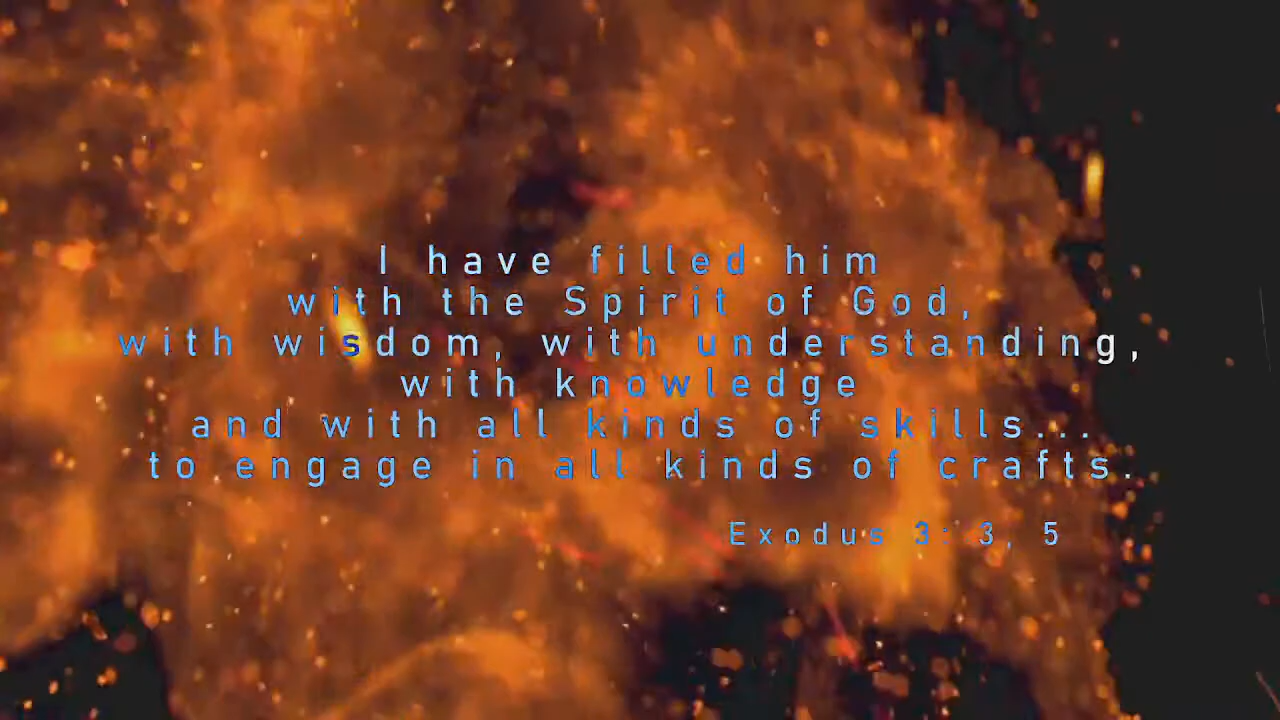 I have filled him
with the Spirit of God,
with wisdom, with understanding,
with knowledge
and with all kinds of skills...
to engage in all kinds of crafts.
Exodus 3: 3, 5